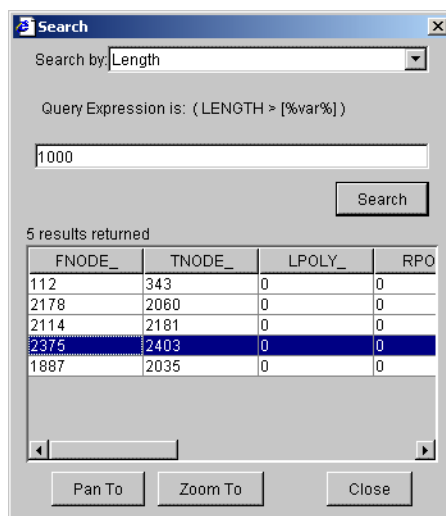 Search
Search by: Length
Query Expression is: ( LENGTH > [%var%] )
1000
Search
5 results returned
FNODE_ TNODE_ LPOLY_ RPO
112 343 0 0
2178 2060 0 0
2114 2181 0 0
2375 2403 0 0
1887 2035 0 0
Pan To Zoom To Close